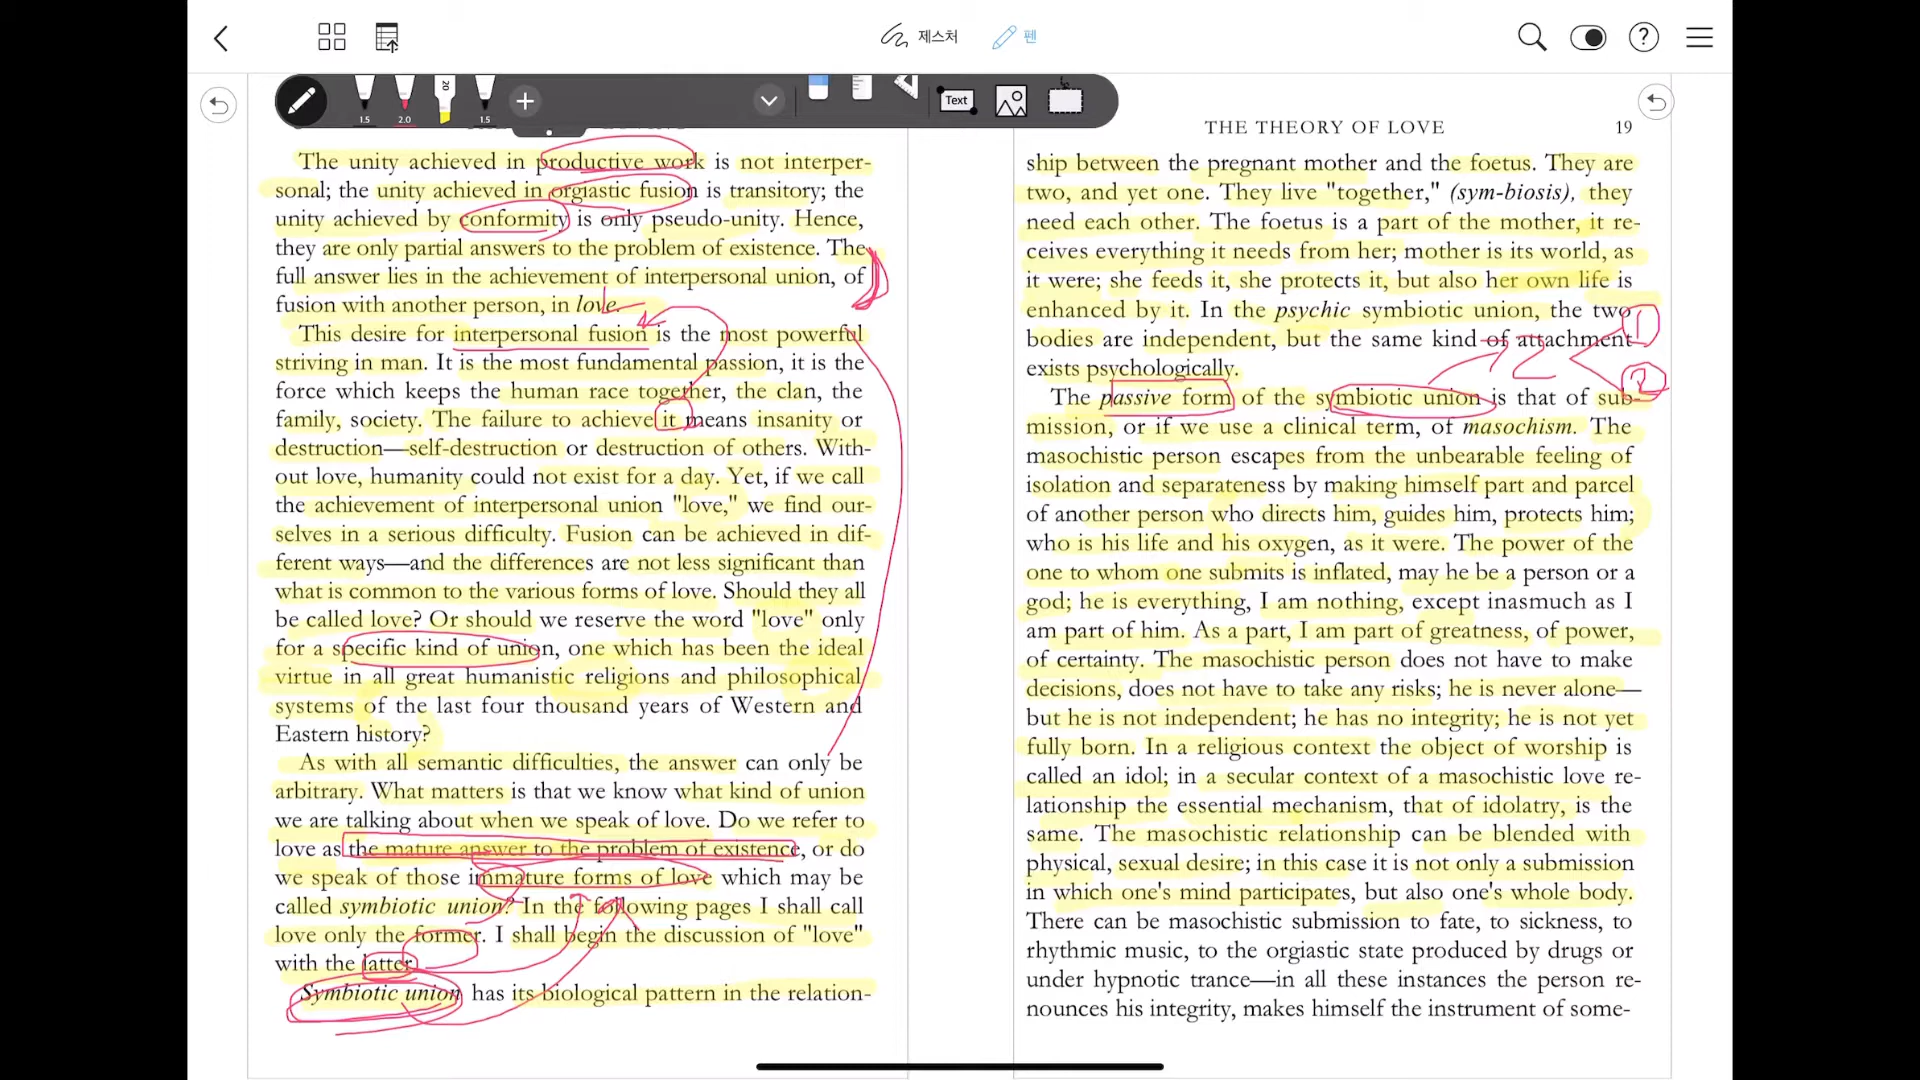 제스처
펜
20
1.5
2.0
1.5
Text
The unity achieved in productive work is not interper-
sonal; the unity achieved in orgiastic fusion is transitory; the
unity achieved by conformity is only pseudo-unity. Hence,
they are only partial answers to the problem of existence. The
full answer lies in the achievement of interpersonal union, of
fusion with another person, in love.
This desire for interpersonal fusion is the most powerful
striving in man. It is the most fundamental passion, it is the
force which keeps the human race together, the clan, the
family, society. The failure to achieve it means insanity or
destruction—self-destruction or destruction of others. With-
out love, humanity could not exist for a day. Yet, if we call
the achievement of interpersonal union "love," we find our-
selves in a serious difficulty. Fusion can be achieved in dif-
ferent ways—and the differences are not less significant than
what is common to the various forms of love. Should they all
be called love? Or should we reserve the word "love" only
for a specific kind of union, one which has been the ideal
virtue in all great humanistic religions and philosophical
systems of the last four thousand years of Western and
Eastern history?
As with all semantic difficulties, the answer can only be
arbitrary. What matters is that we know what kind of union
we are talking about when we speak of love. Do we refer to
love as the mature answer to the problem of existence, or do
we speak of those immature forms of love which may be
called symbiotic union? In the following pages I shall call
love only the former. I shall begin the discussion of "love"
with the latter.
Symbiotic union has its biological pattern in the relation-
THE THEORY OF LOVE 19
ship between the pregnant mother and the foetus. They are
two, and yet one. They live "together," (sym-biosis), they
need each other. The foetus is a part of the mother, it re-
ceives everything it needs from her; mother is its world, as
it were; she feeds it, she protects it, but also her own life is
enhanced by it. In the psychic symbiotic union, the two
bodies are independent, but the same kind of attachment
exists psychologically.
2
1
2
The passive form of the symbiotic union is that of sub-
mission, or if we use a clinical term, of masochism. The
masochistic person escapes from the unbearable feeling of
isolation and separateness by making himself part and parcel
of another person who directs him, guides him, protects him;
who is his life and his oxygen, as it were. The power of the
one to whom one submits is inflated, may he be a person or a
god; he is everything, I am nothing, except inasmuch as I
am part of him. As a part, I am part of greatness, of power,
of certainty. The masochistic person does not have to make
decisions, does not have to take any risks; he is never alone—
but he is not independent; he has no integrity; he is not yet
fully born. In a religious context the object of worship is
called an idol; in a secular context of a masochistic love re-
lationship the essential mechanism, that of idolatry, is the
same. The masochistic relationship can be blended with
physical, sexual desire; in this case it is not only a submission
in which one's mind participates, but also one's whole body.
There can be masochistic submission to fate, to sickness, to
rhythmic music, to the orgiastic state produced by drugs or
under hypnotic trance—in all these instances the person re-
nounces his integrity, makes himself the instrument of some-